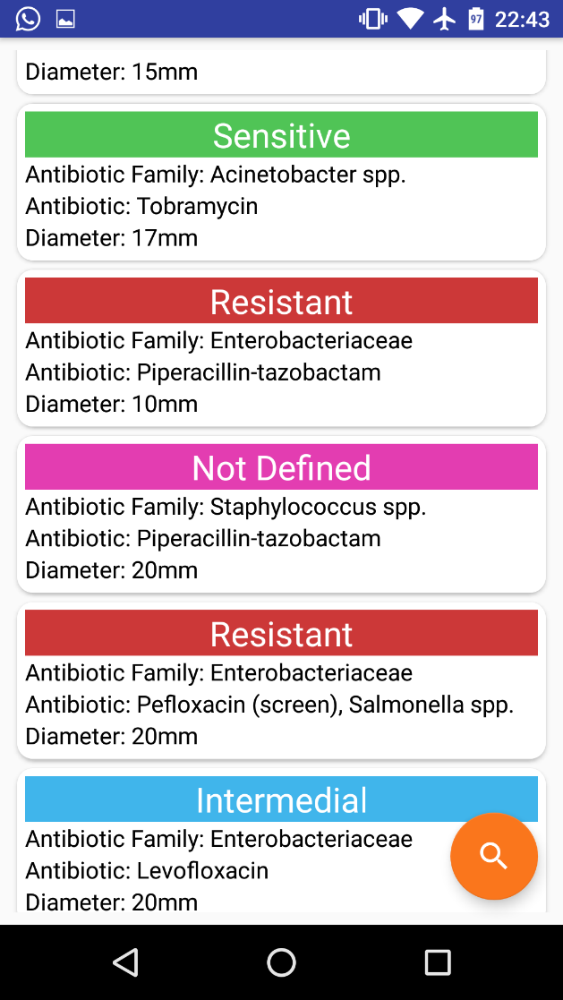 97 22:43
Diameter: 15mm
Sensitive
Antibiotic Family: Acinetobacter spp.
Antibiotic: Tobramycin
Diameter: 17mm
Resistant
Antibiotic Family: Enterobacteriaceae
Antibiotic: Piperacillin-tazobactam
Diameter: 10mm
Not Defined
Antibiotic Family: Staphylococcus spp.
Antibiotic: Piperacillin-tazobactam
Diameter: 20mm
Resistant
Antibiotic Family: Enterobacteriaceae
Antibiotic: Pefloxacin (screen), Salmonella spp.
Diameter: 20mm
Intermedial
Antibiotic Family: Enterobacteriaceae
Antibiotic: Levofloxacin
Diameter: 20mm